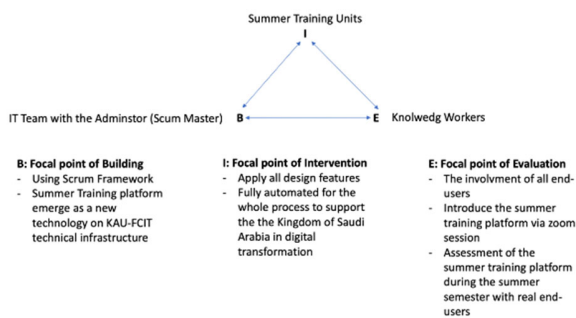 Summer Training Units
I
IT Team with the Adminstor (Scum Master) B
E Knolwedg Workers
B: Focal point of Building
- Using Scrum Framework
- Summer Training platform
emerge as a new
technology on KAU-FCIT
technical infrastructure
I: Focal point of Intervention
- Apply all design features
- Fully automated for the
whole process to support
the the Kingdom of Saudi
Arabia in digital
transformation
E: Focal point of Evaluation
- The involvment of all end-
users
- Introduce the summer
training platform via zoom
session
- Assessment of the
summer training platform
during the summer
semester with real end-
users